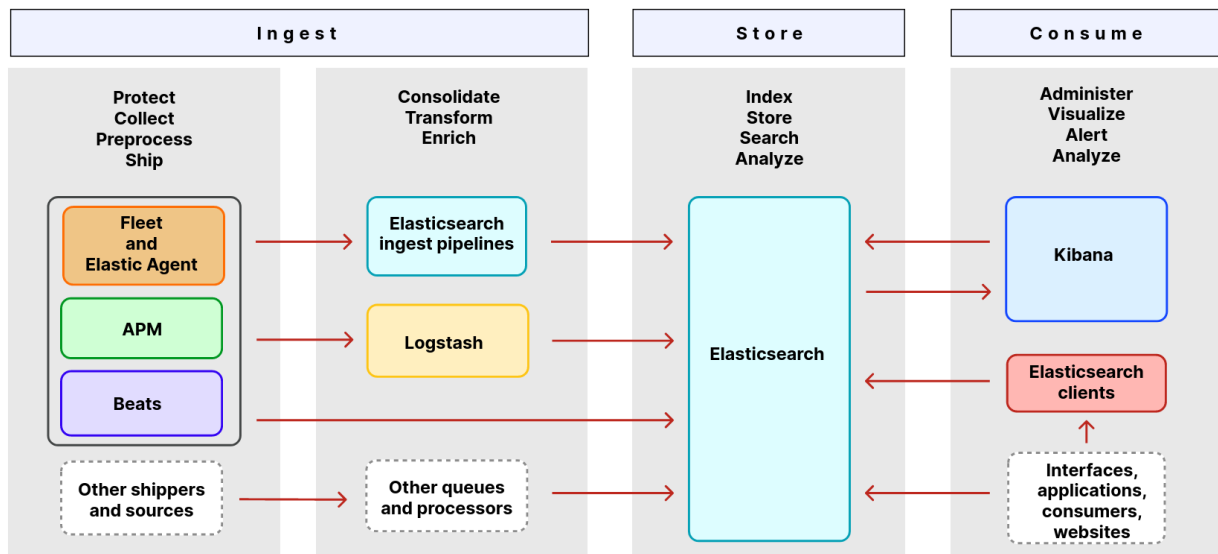 Ingest
Store
Consume
Protect
Collect
Preprocess
Ship
Consolidate
Transform
Enrich
Index
Store
Search
Analyze
Administer
Visualize
Alert
Analyze
Fleet
and
Elastic Agent
APM
Beats
Other shippers
and sources
Elasticsearch
ingest pipelines
Logstash
Other queues
and processors
Elasticsearch
Kibana
Elasticsearch
clients
Interfaces,
applications,
consumers,
websites